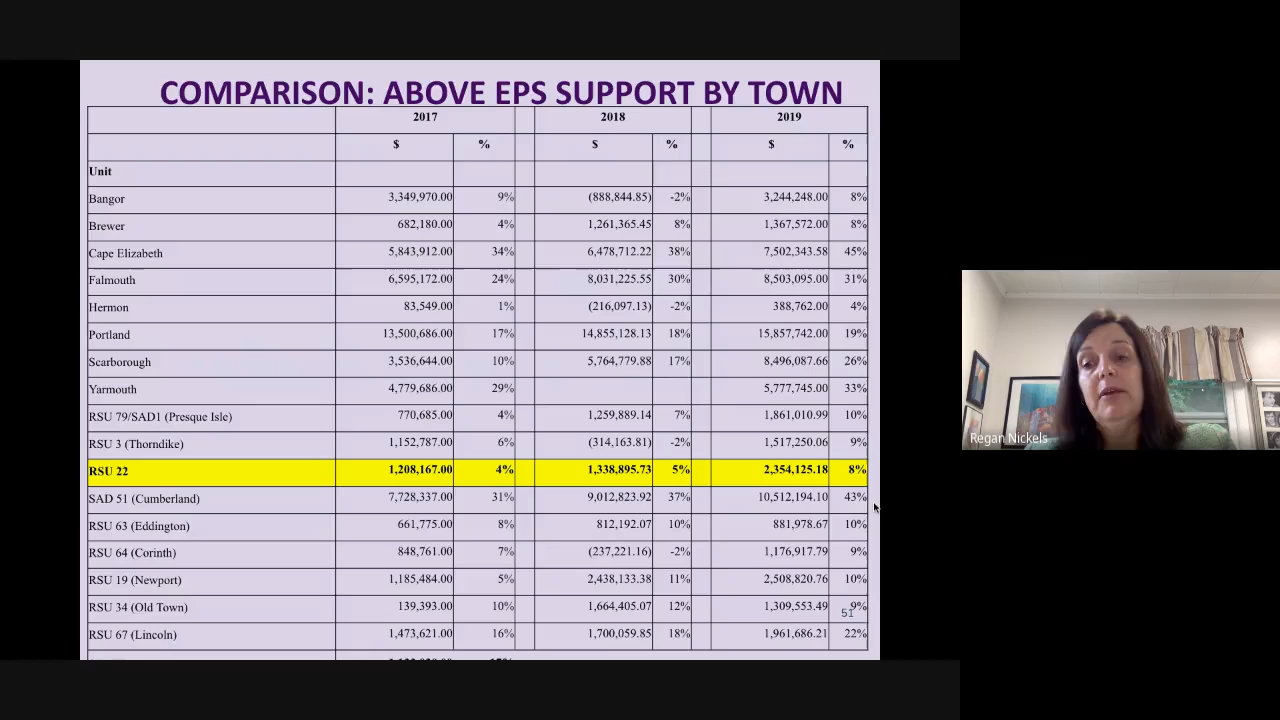 COMPARISON: ABOVE EPS SUPPORT BY TOWN
2017 2018 2019
$ % $ % $ %
Unit
Bangor 3,349,970.00 9% (888,844.85) -2% 3,244,248.00 8%
Brewer 682,180.00 4% 1,261,365.45 8% 1,367,572.00 8%
Cape Elizabeth 5,843,912.00 34% 6,478,712.22 38% 7,502,343.58 45%
Falmouth 6,595,172.00 24% 8,031,225.55 30% 8,503,095.00 31%
Hermon 83,549.00 1% (216,097.13) -2% 388,762.00 4%
Portland 13,500,686.00 17% 14,855,128.13 18% 15,857,742.00 19%
Scarborough 3,536,644.00 10% 5,764,779.88 17% 8,496,087.66 26%
Yarmouth 4,779,686.00 29% 5,777,745.00 33%
RSU 79/SAD1 (Presque Isle) 770,685.00 4% 1,259,889.14 7% 1,861,010.99 10%
RSU 3 (Thorndike) 1,152,787.00 6% (314,163.81) -2% 1,517,250.06 9%
RSU 22 1,208,167.00 4% 1,338,895.73 5% 2,354,125.18 8%
SAD 51 (Cumberland) 7,728,337.00 31% 9,012,823.92 37% 10,512,194.10 43%
RSU 63 (Eddington) 661,775.00 8% 812,192.07 10% 881,978.67 10%
RSU 64 (Corinth) 848,761.00 7% (237,221.16) -2% 1,176,917.79 9%
RSU 19 (Newport) 1,185,484.00 5% 2,438,133.38 11% 2,508,820.76 10%
RSU 34 (Old Town) 139,393.00 10% 1,664,405.07 12% 1,309,553.49 9%
51
RSU 67 (Lincoln) 1,473,621.00 16% 1,700,059.85 18% 1,961,686.21 22%
Regan Nickels